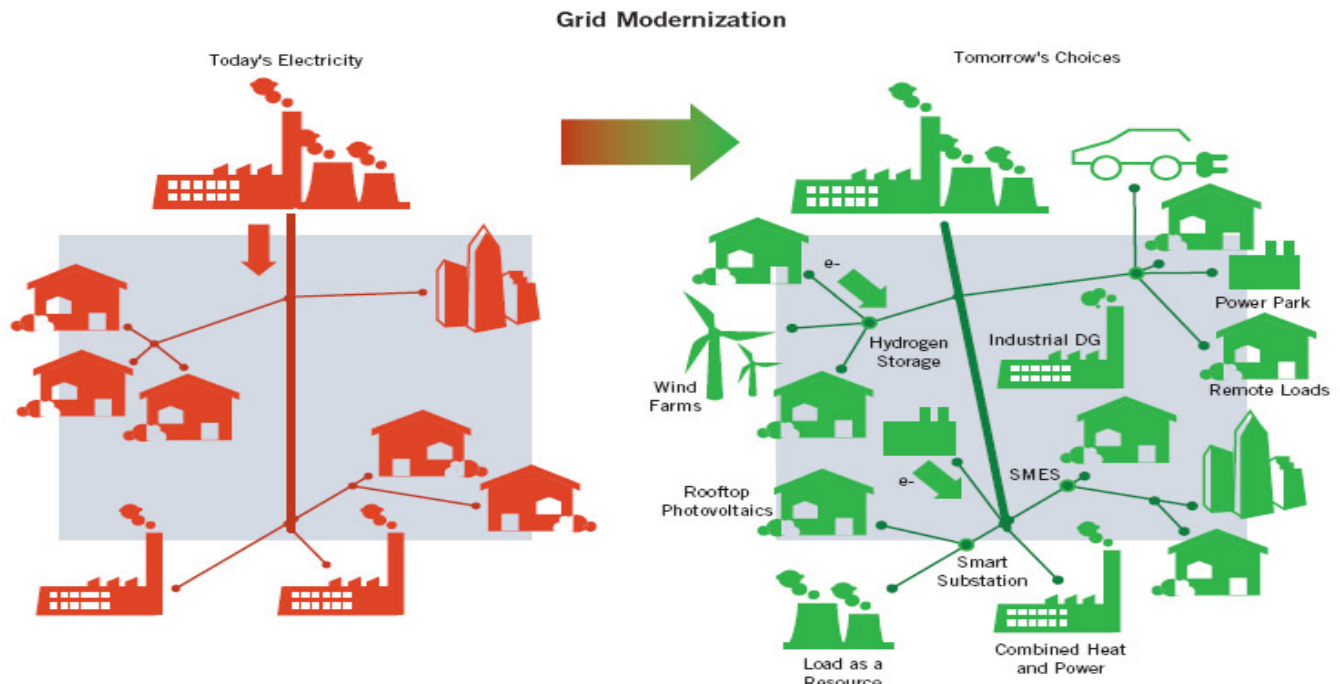 Grid Modernization
Today's Electricity
Tomorrow's Choices
e-
Power Park
Hydrogen
Storage
Industrial DG
Wind
Farms
Remote Loads
Rooftop
Photovoltaics
e-
SMES
Smart
Substation
Load as a
Resource
Combined Heat
and Power